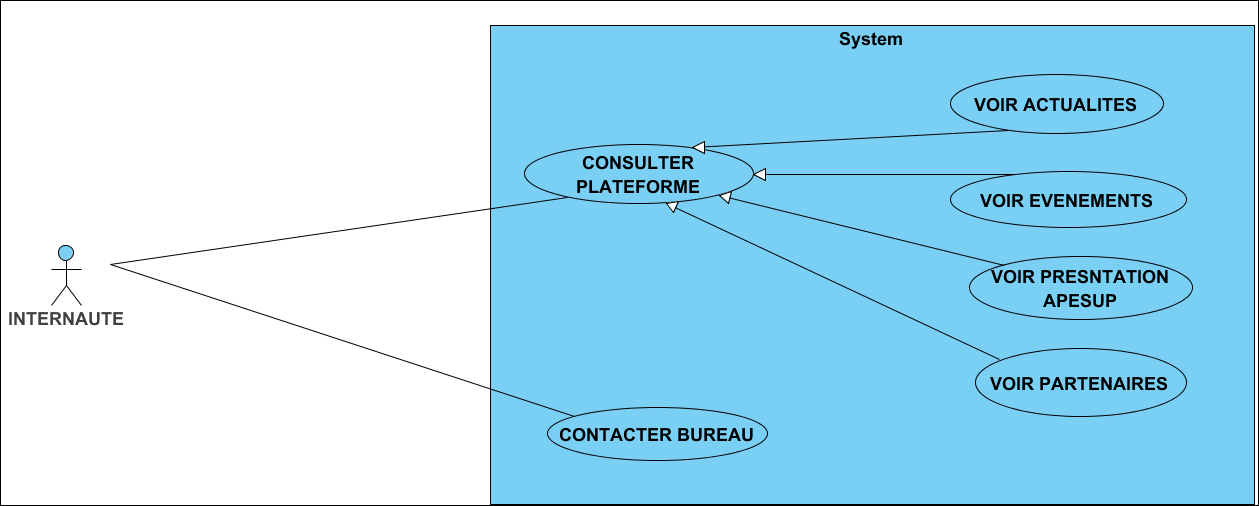 System
VOIR ACTUALITES
CONSULTER
PLATEFORME
VOIR EVENEMENTS
VOIR PRESNTATION
APESUP
INTERNAUTE
VOIR PARTENAIRES
CONTACTER BUREAU